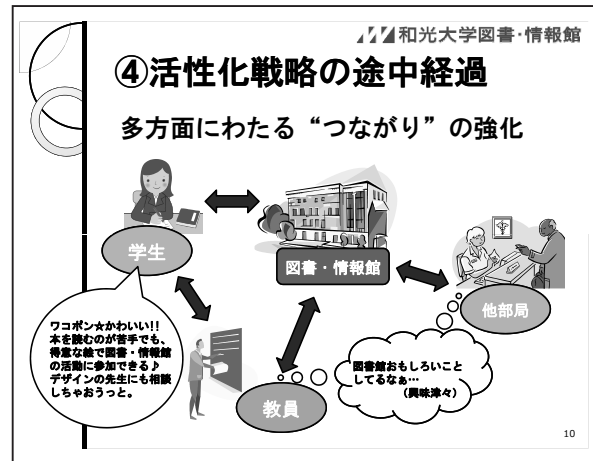 和光大学図書・情報館
④活性化戦略の途中経過
多方面にわたる“つながり”の強化
学生
図書・情報館
他部局
ワコポン★かわいい!!
本を読むのが苦手でも、
得意な絵で図書・情報館
の活動に参加できる♪
デザインの先生にも相談
しちゃおうっと。
図書館おもしろいこと
してるなぁ…
（興味津々）
教員
10